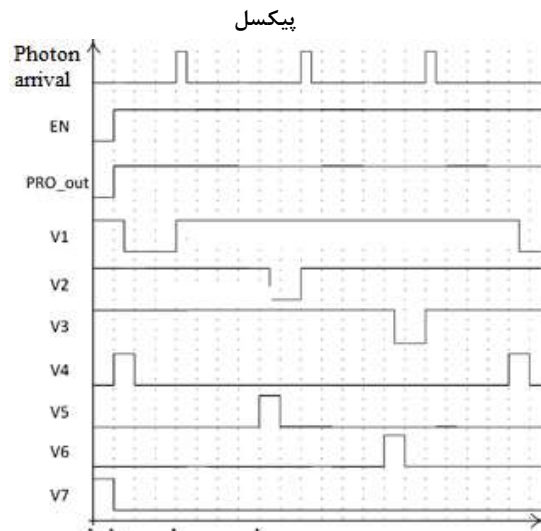 پیکسل
Photon
arrival
EN
PRO_out
V1
V2
V3
V4
V5
V6
V7